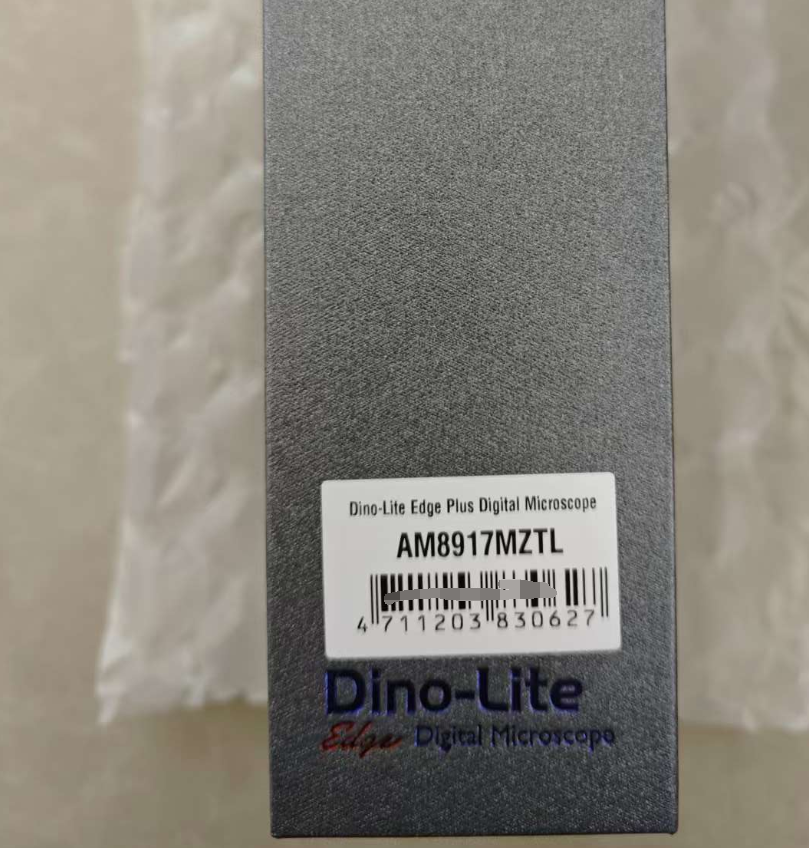 Dino-Lite Edge Plus Digital Microscope
AM8917MZTL
4 711203 830627
Dino-Lite
Edge Digital Microscope